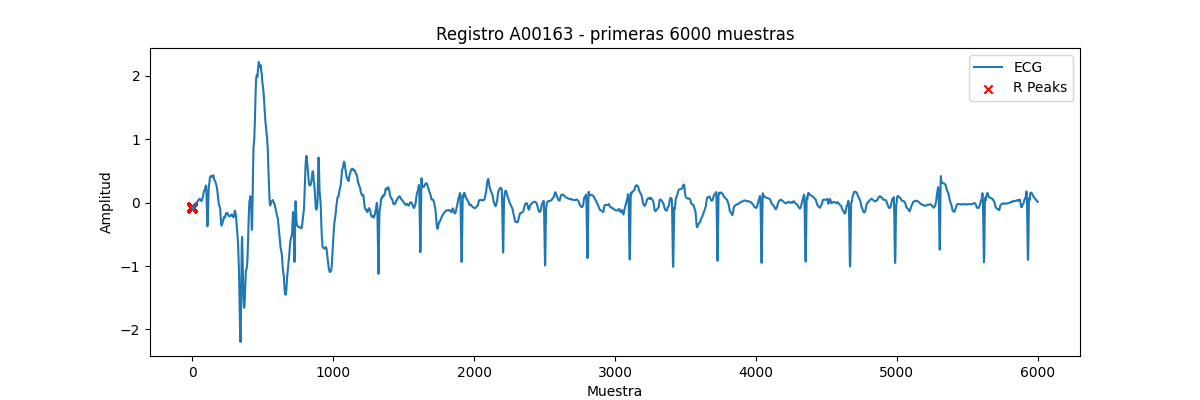 Registro A00163 - primeras 6000 muestras
ECG
R Peaks
Amplitud
2
1
0
−1
−2
0 1000 2000 3000 4000 5000 6000
Muestra